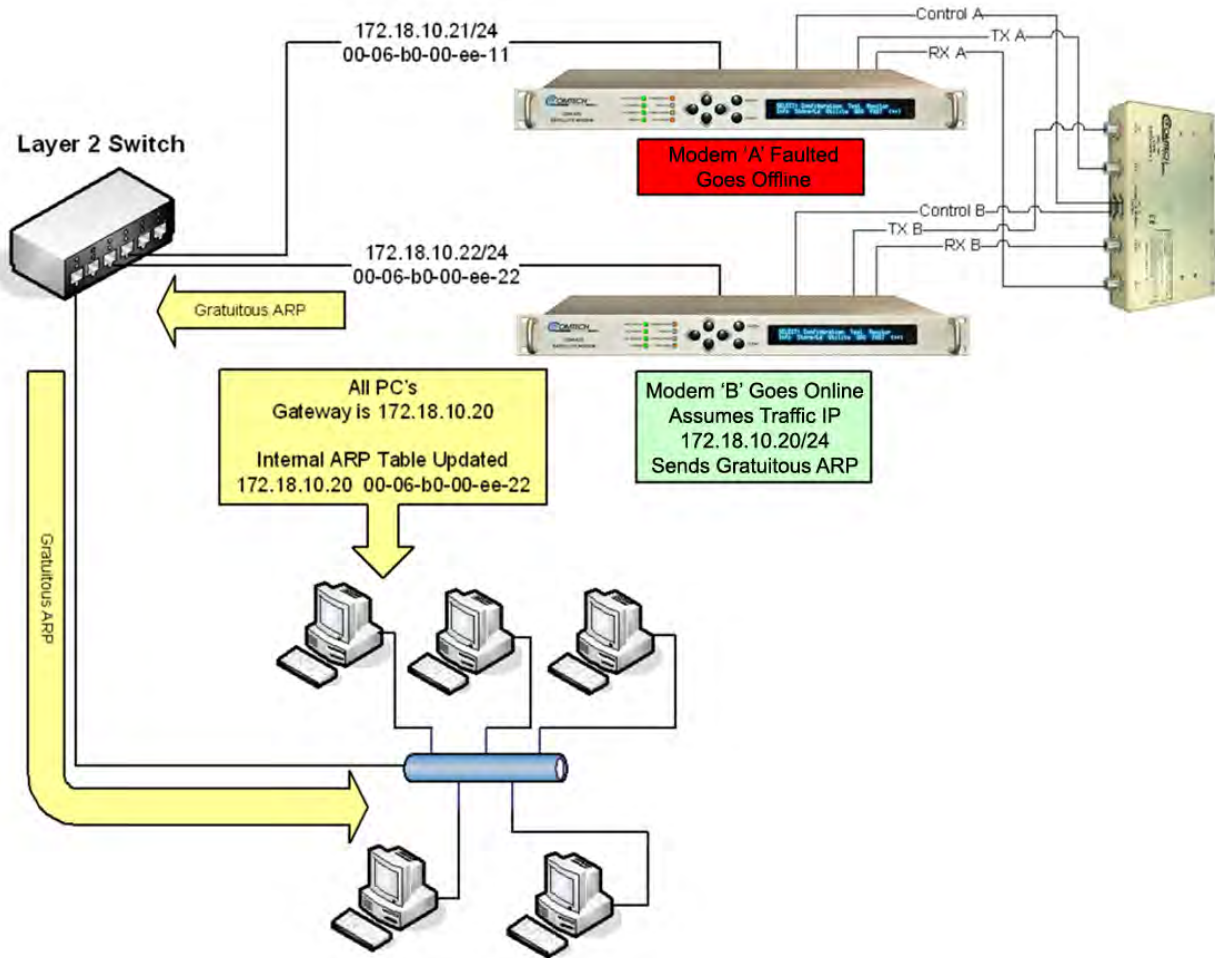 172.18.10.21/24
00-06-b0-00-ee-11
Control A
TX A
RX A
COMTECH
Layer 2 Switch
Modem 'A' Faulted
Goes Offline
172.18.10.22/24
00-06-b0-00-ee-22
Control B
TX B
RX B
COMTECH
Gratuitous ARP
All PC's
Gateway is 172.18.10.20
Internal ARP Table Updated
172.18.10.20 00-06-b0-00-ee-22
Modem 'B' Goes Online
Assumes Traffic IP
172.18.10.20/24
Sends Gratuitous ARP
Gratuitous ARP